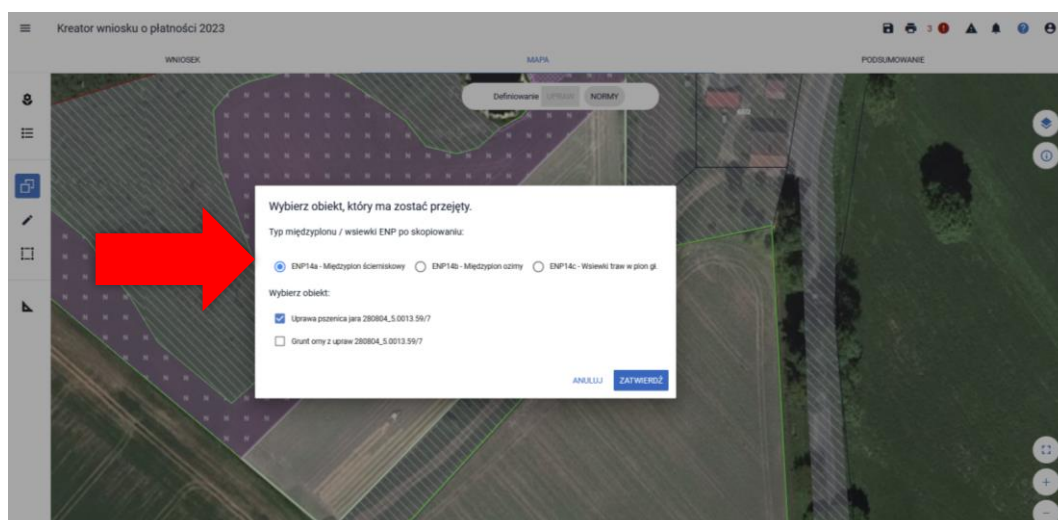 Kreator wniosku o płatności 2023
3
WNIOSEK
MAPA
PODSUMOWANIE
Definiowanie UPRAW NORMY
Wybierz obiekt, który ma zostać przejęty.
Typ międzyplonu / wsiewki ENP po skopiowaniu:
ENP14a - Międzyplon ścierniskowy ENP14b - Międzyplon ozimy ENP14c - Wsiewki traw w plon gł.
Wybierz obiekt:
Uprawa pszenica jara 280804_5.0013.59/7
Grunt orny z upraw 280804_5.0013.59/7
ANULUJ ZATWIERDŹ